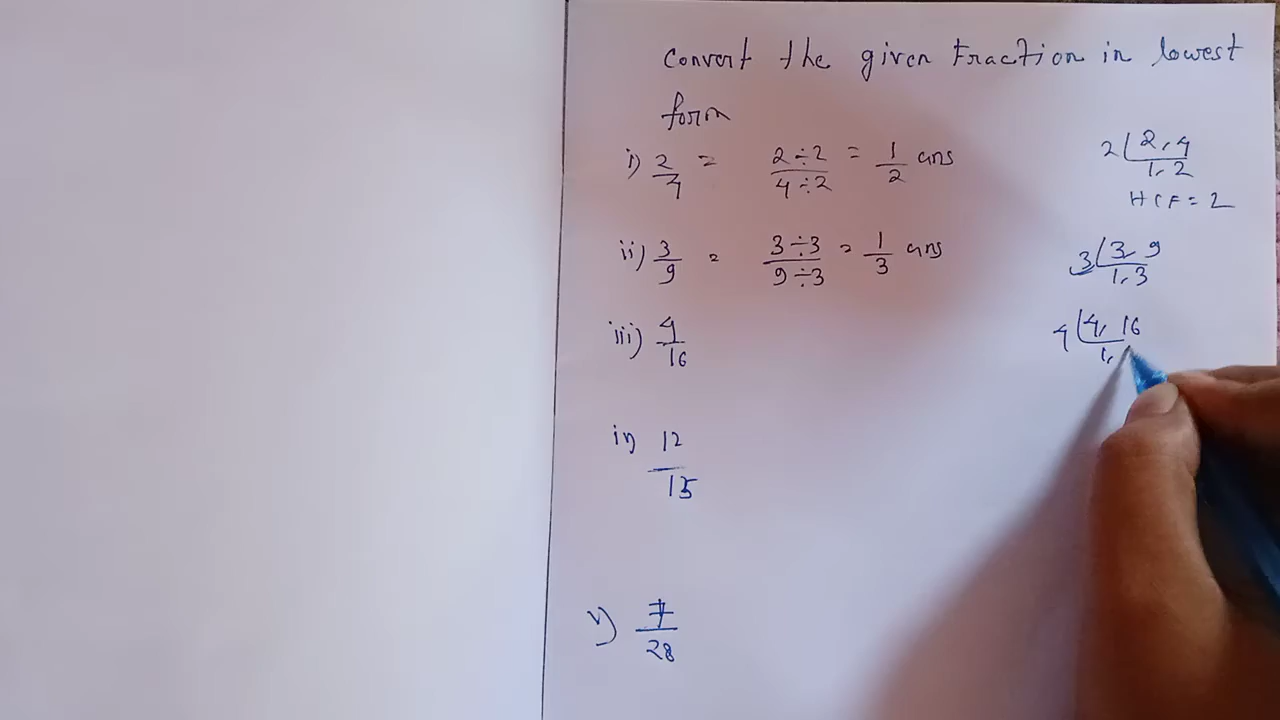 convert the given Fraction in lowest
form
i) 2/4 = 2÷2/4÷2 = 1/2 ans
2 2, 4
1, 2
HCF = 2
ii) 3/9 = 3÷3/9÷3 = 1/3 ans
3 3, 9
1, 3
iii) 4/16
4 4, 16
1,
iv) 12/15
v) 7/28